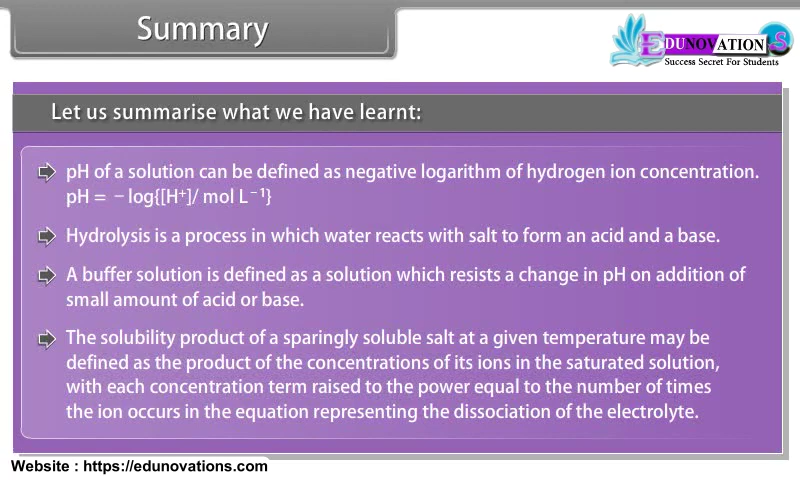 Summary
EDUNOVATIONS
Success Secret For Students
Let us summarise what we have learnt:
pH of a solution can be defined as negative logarithm of hydrogen ion concentration.
pH = – log{[H⁺]/ mol L⁻¹}
Hydrolysis is a process in which water reacts with salt to form an acid and a base.
A buffer solution is defined as a solution which resists a change in pH on addition of
small amount of acid or base.
The solubility product of a sparingly soluble salt at a given temperature may be
defined as the product of the concentrations of its ions in the saturated solution,
with each concentration term raised to the power equal to the number of times
the ion occurs in the equation representing the dissociation of the electrolyte.
Website : https://edunovations.com